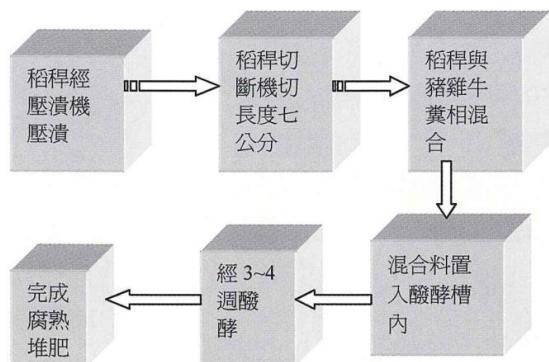 稻稈經
壓潰機
壓潰
稻稈切
斷機切
長度七
公分
稻稈與
豬雞牛
糞相混
合
混合料置
入醱酵槽
內
經 3~4
週醱
酵
完成
腐熟
堆肥